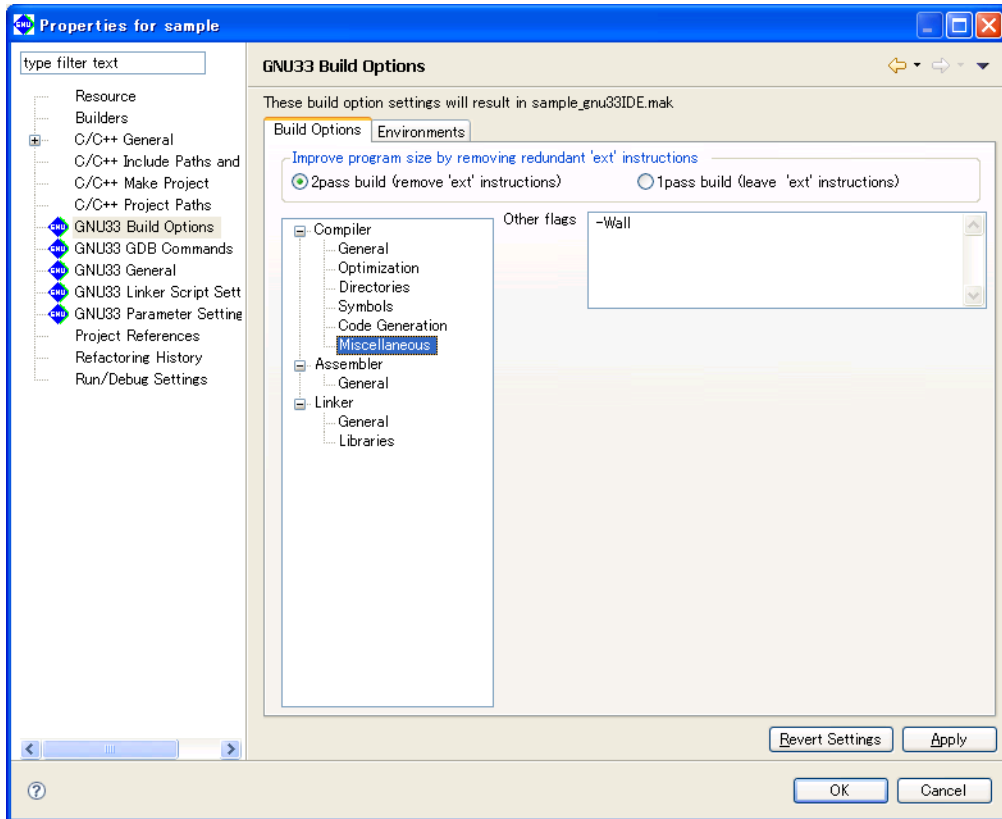 Properties for sample
type filter text
Resource
Builders
C/C++ General
C/C++ Include Paths and
C/C++ Make Project
C/C++ Project Paths
GNU33 Build Options
GNU33 GDB Commands
GNU33 General
GNU33 Linker Script Sett
GNU33 Parameter Setting
Project References
Refactoring History
Run/Debug Settings
GNU33 Build Options
These build option settings will result in sample_gnu33IDE.mak
Build Options Environments
Improve program size by removing redundant 'ext' instructions
2pass build (remove 'ext' instructions) 1pass build (leave 'ext' instructions)
Compiler
General
Optimization
Directories
Symbols
Code Generation
Miscellaneous
Assembler
General
Linker
General
Libraries
Other flags -Wall
Revert Settings Apply
OK Cancel